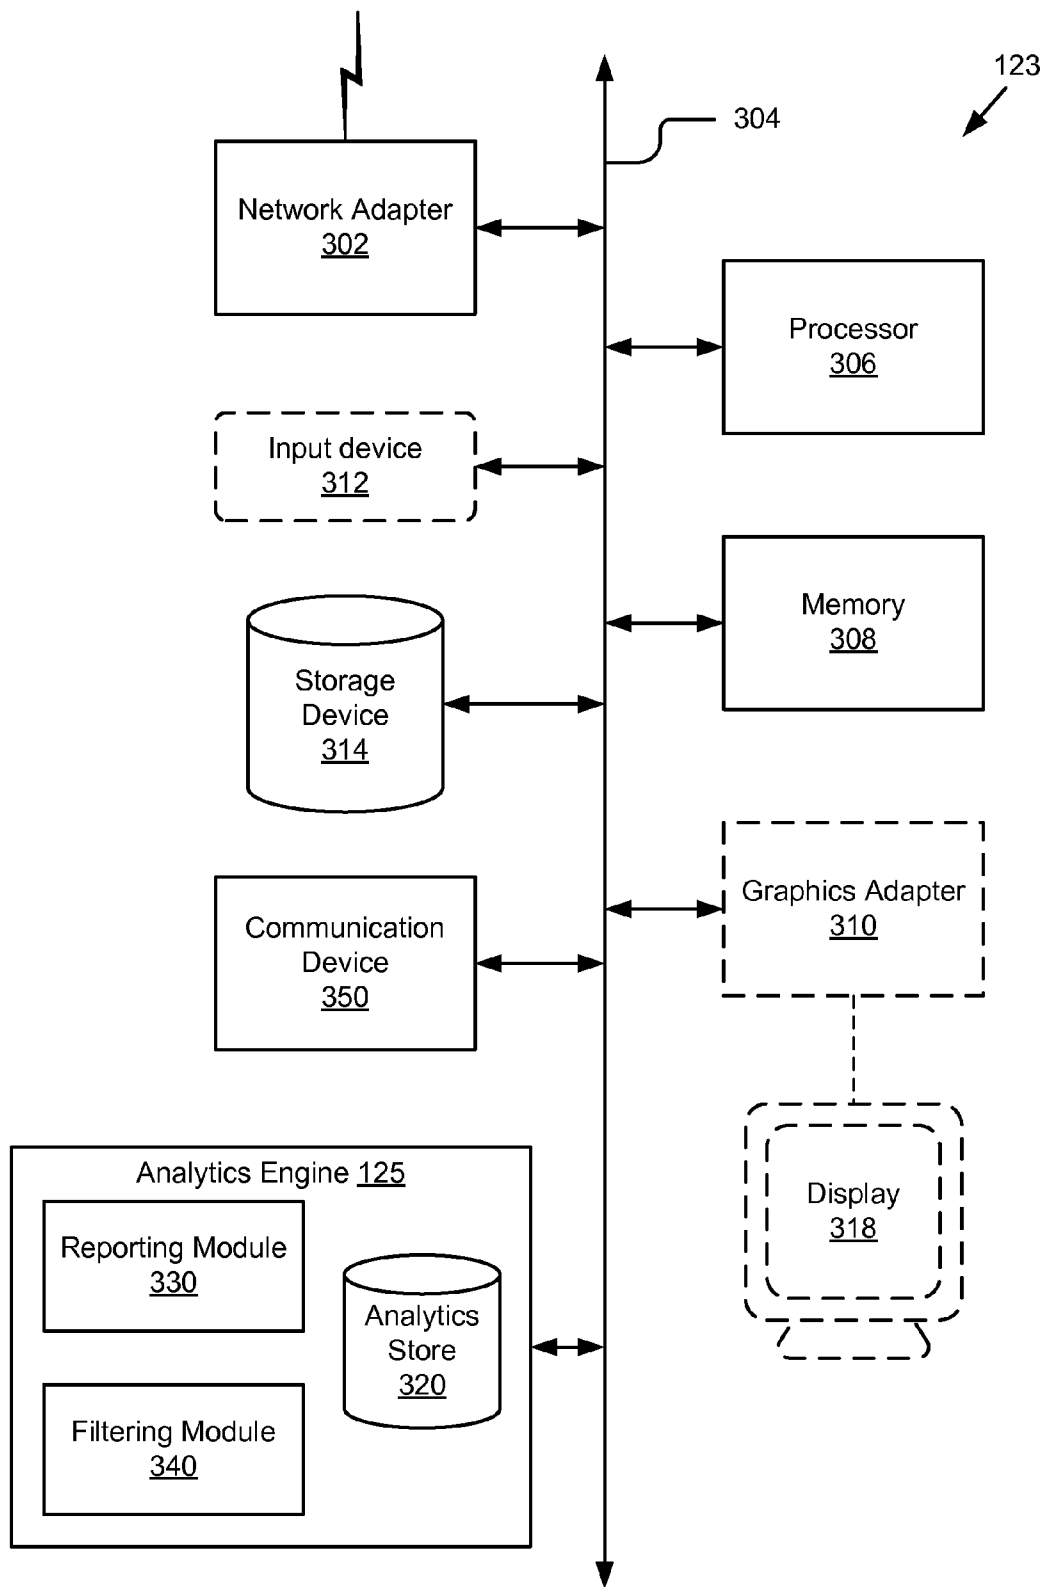 123
304
Network Adapter
302
Processor
306
Input device
312
Memory
308
Storage
Device
314
Graphics Adapter
310
Communication
Device
350
Analytics Engine 125
Reporting Module
330
Analytics
Store
320
Filtering Module
340
Display
318